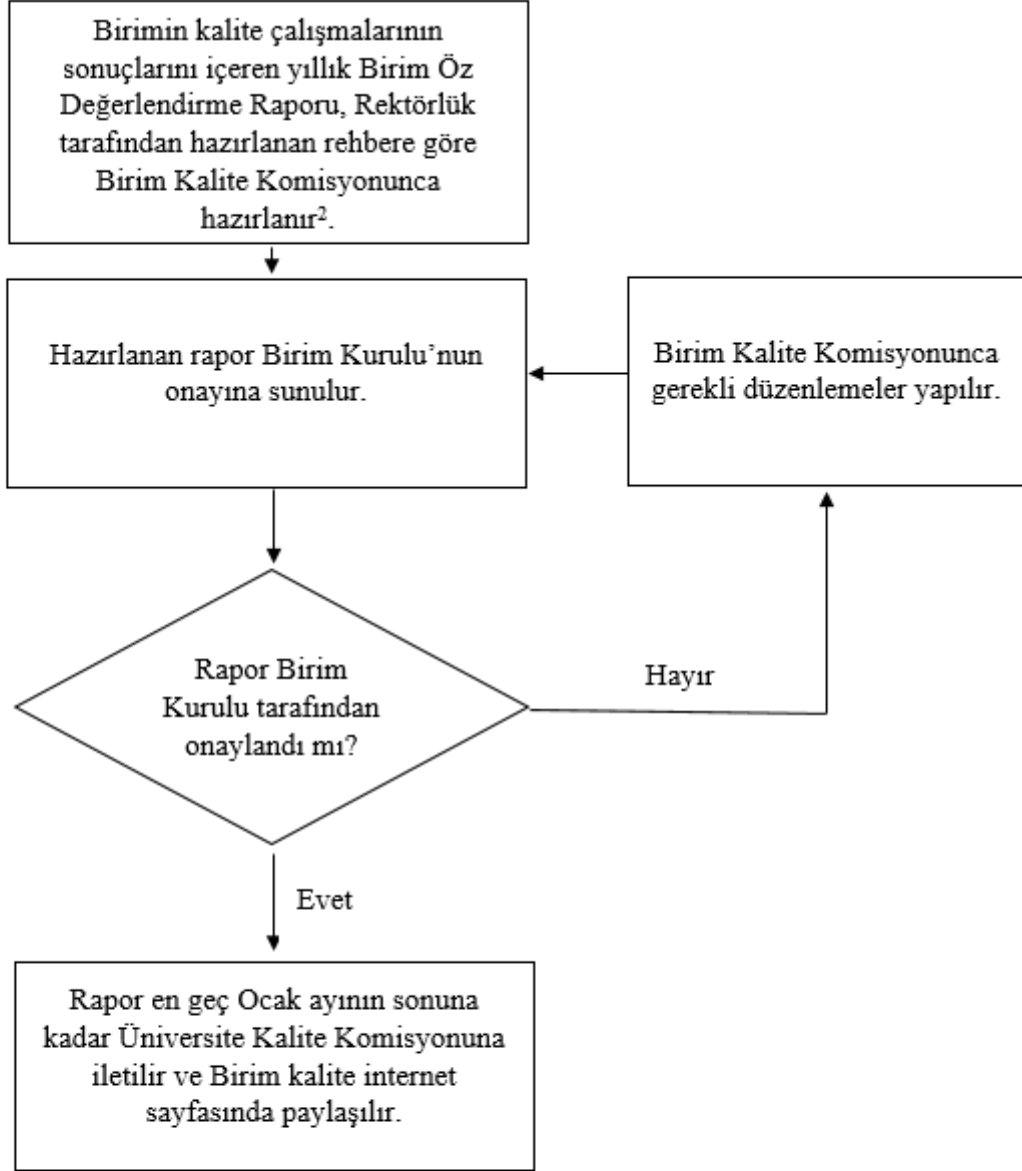 Birimin kalite çalışmalarının
sonuçlarını içeren yıllık Birim Öz
Değerlendirme Raporu, Rektörlük
tarafından hazırlanan rehbere göre
Birim Kalite Komisyonunca
hazırlanır².
Hazırlanan rapor Birim Kurulu’nun
onayına sunulur.
Birim Kalite Komisyonunca
gerekli düzenlemeler yapılır.
Rapor Birim
Kurulu tarafından
onaylandı mı?
Hayır
Evet
Rapor en geç Ocak ayının sonuna
kadar Üniversite Kalite Komisyonuna
iletilir ve Birim kalite internet
sayfasında paylaşılır.